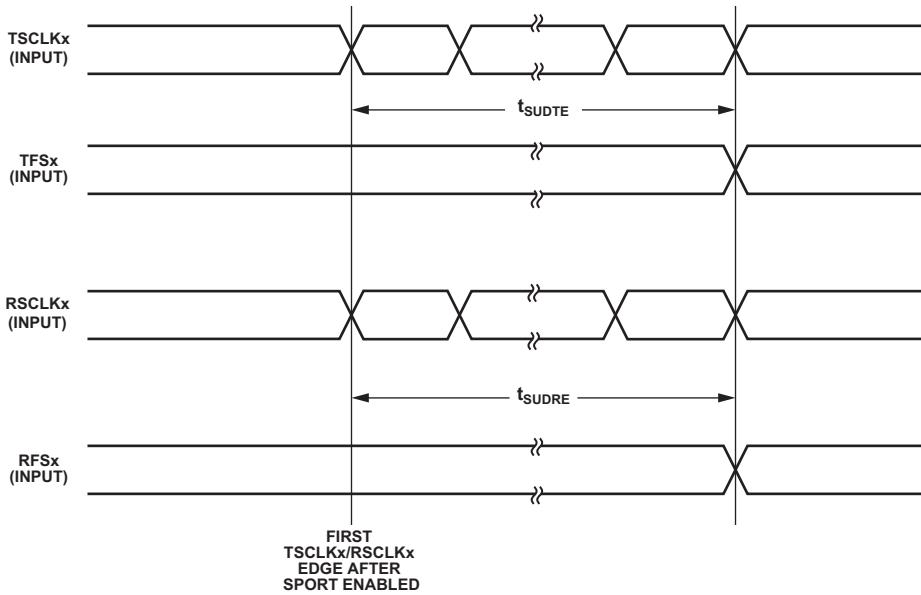 TSCLKx
(INPUT)
tSUDTE
TFSx
(INPUT)
RSCLKx
(INPUT)
tSUDRE
RFSx
(INPUT)
FIRST
TSCLKx/RSCLKx
EDGE AFTER
SPORT ENABLED